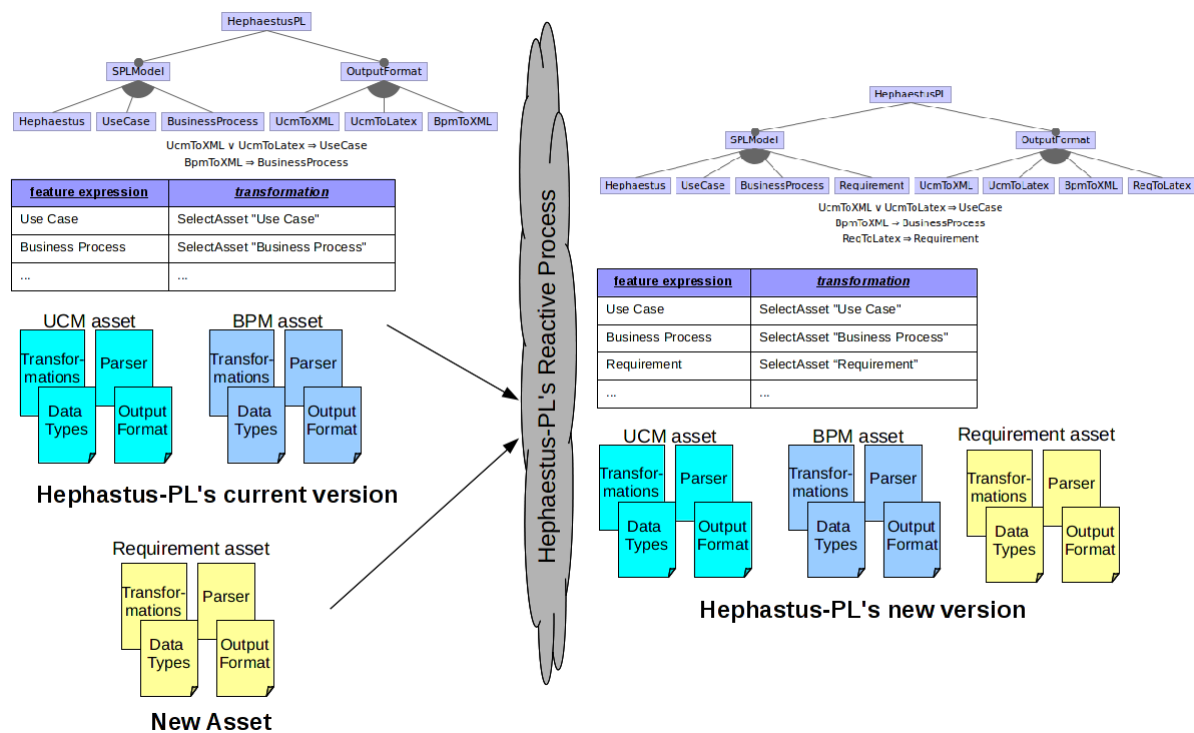 HephaestusPL
SPLModel OutputFormat
Hephaestus UseCase BusinessProcess UcmToXML UcmToLatex BpmToXML
UcmToXML ∨ UcmToLatex ⇒ UseCase
BpmToXML ⇒ BusinessProcess
feature expression transformation
Use Case SelectAsset "Use Case"
Business Process SelectAsset "Business Process"
... ...
UCM asset BPM asset
Transfor-
mations
Parser
Data
Types
Output
Format
Transfor-
mations
Parser
Data
Types
Output
Format
Hephastus-PL's current version
Requirement asset
Transfor-
mations
Parser
Data
Types
Output
Format
New Asset
Hephaestus-PL's Reactive Process
HephaestusPL
SPLModel OutputFormat
Hephaestus UseCase BusinessProcess Requirement UcmToXML UcmToLatex BpmToXML ReqToLatex
UcmToXML ∨ UcmToLatex ⇒ UseCase
BpmToXML ⇒ BusinessProcess
ReqToLatex ⇒ Requirement
feature expression transformation
Use Case SelectAsset "Use Case"
Business Process SelectAsset "Business Process"
Requirement SelectAsset “Requirement”
... ...
UCM asset BPM asset Requirement asset
Transfor-
mations
Parser
Data
Types
Output
Format
Transfor-
mations
Parser
Data
Types
Output
Format
Transfor-
mations
Parser
Data
Types
Output
Format
Hephastus-PL's new version